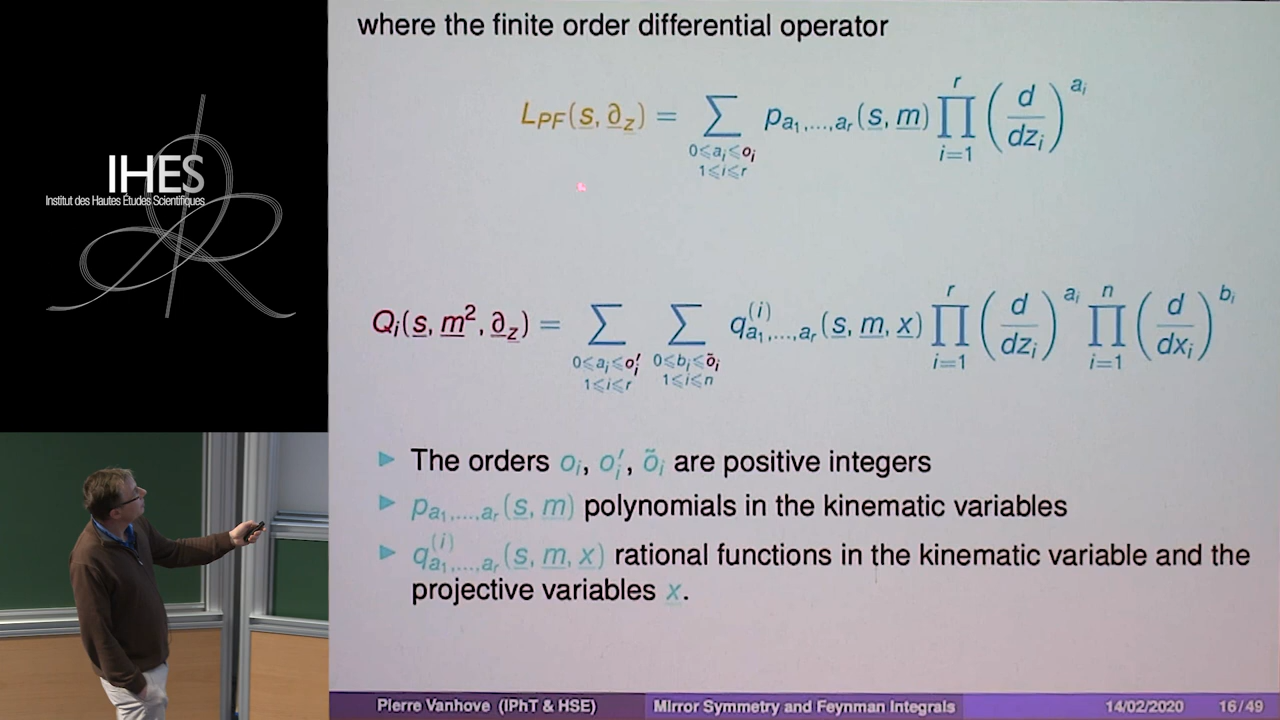 IHES
Institut des Hautes Études Scientifiques
where the finite order differential operator
L_{PF}(s, ∂_z) = ∑_{0⩽a_i⩽o_i, 1⩽i⩽r} p_{a_1,...,a_r}(s, m) ∏_{i=1}^{r} (d/dz_i)^{a_i}
Q_i(s, m², ∂_z) = ∑_{0⩽a_i⩽o'_i, 1⩽i⩽r} ∑_{0⩽b_i⩽õ_i, 1⩽i⩽n} q^{(i)}_{a_1,...,a_r}(s, m, x) ∏_{i=1}^{r} (d/dz_i)^{a_i} ∏_{i=1}^{n} (d/dx_i)^{b_i}
▶ The orders o_i, o'_i, õ_i are positive integers
▶ p_{a_1,...,a_r}(s, m) polynomials in the kinematic variables
▶ q^{(i)}_{a_1,...,a_r}(s, m, x) rational functions in the kinematic variable and the
projective variables x.
Pierre Vanhove (IPhT & HSE) Mirror Symmetry and Feynman Integrals 14/02/2020 16/49